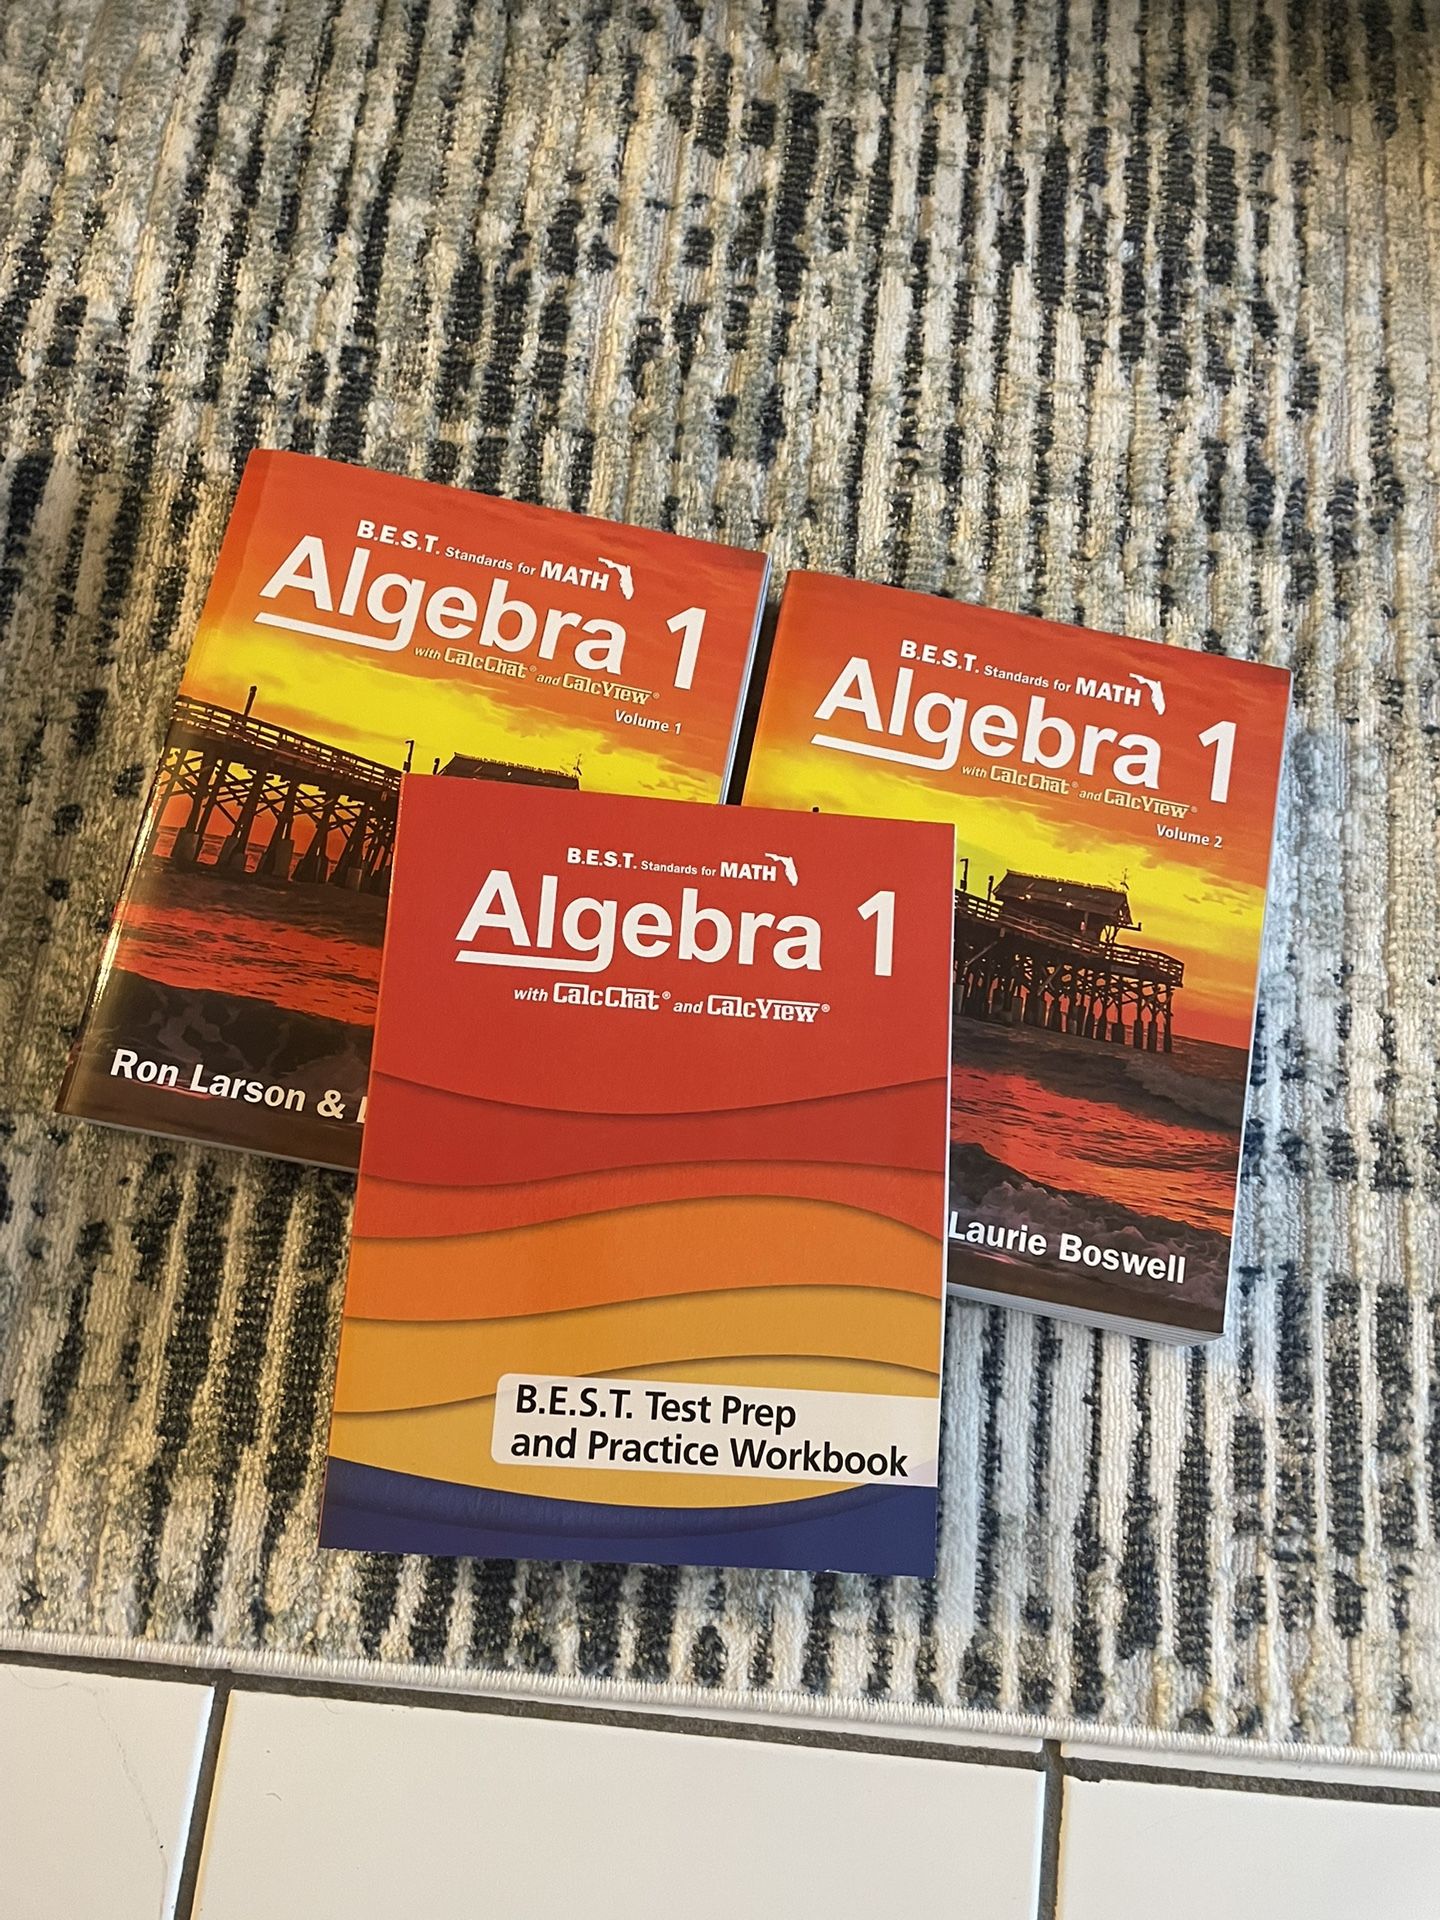 B.E.S.T. Standards for MATH
Algebra 1
with CalcChat® and CalcView®
Volume 1
Ron Larson &
B.E.S.T. Standards for MATH
Algebra 1
with CalcChat® and CalcView®
Volume 2
Laurie Boswell
B.E.S.T. Standards for MATH
Algebra 1
with CalcChat® and CalcView®
B.E.S.T. Test Prep
and Practice Workbook